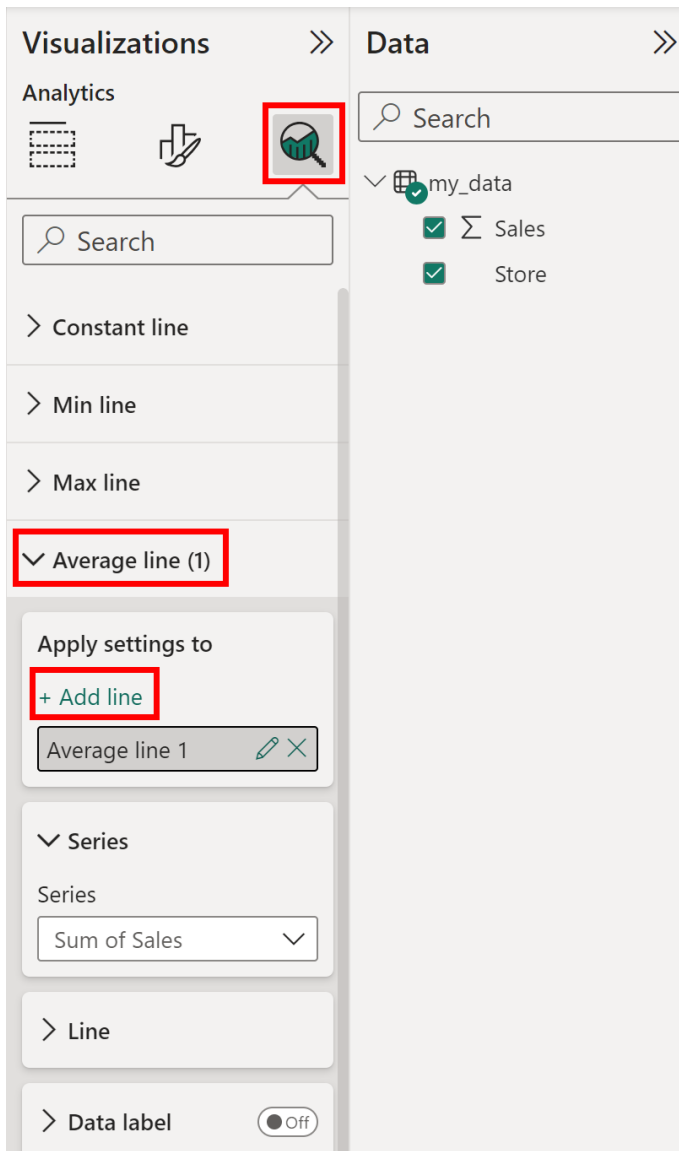 Visualizations
Analytics
Search
Constant line
Min line
Max line
Average line (1)
Apply settings to
+ Add line
Average line 1
Series
Series
Sum of Sales
Line
Data label
Off
Data
Search
my_data
Sales
Store